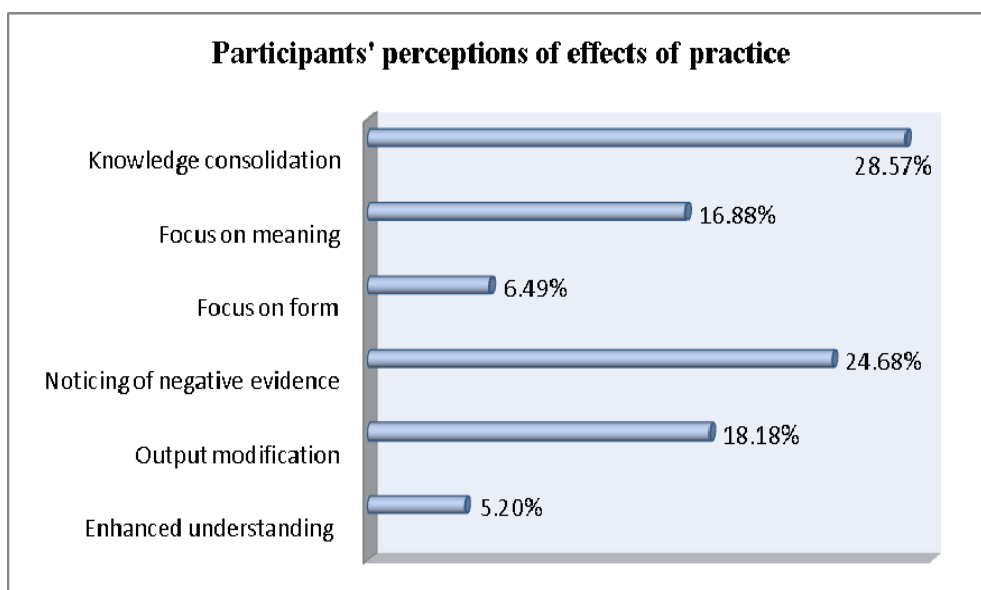 Participants' perceptions of effects of practice
Knowledge consolidation
28.57%
Focus on meaning
16.88%
Focus on form
6.49%
Noticing of negative evidence
24.68%
Output modification
18.18%
Enhanced understanding
5.20%